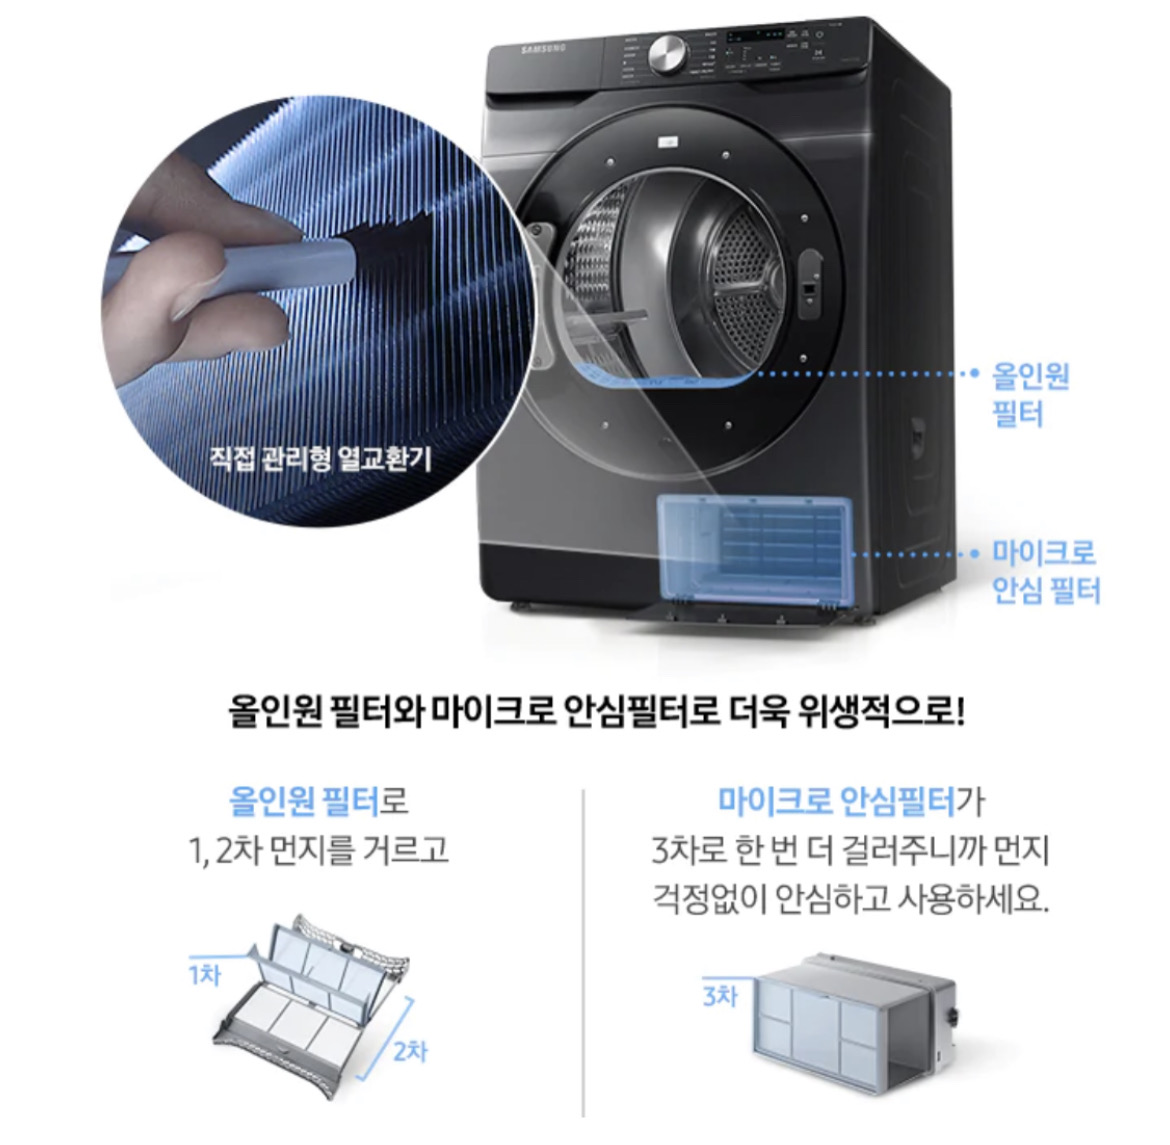 SAMSUNG
직접 관리형 열교환기
올인원
필터
마이크로
안심 필터
올인원 필터와 마이크로 안심필터로 더욱 위생적으로!
올인원 필터로
1, 2차 먼지를 거르고
1차
2차
마이크로 안심필터가
3차로 한 번 더 걸러주니까 먼지
걱정없이 안심하고 사용하세요.
3차